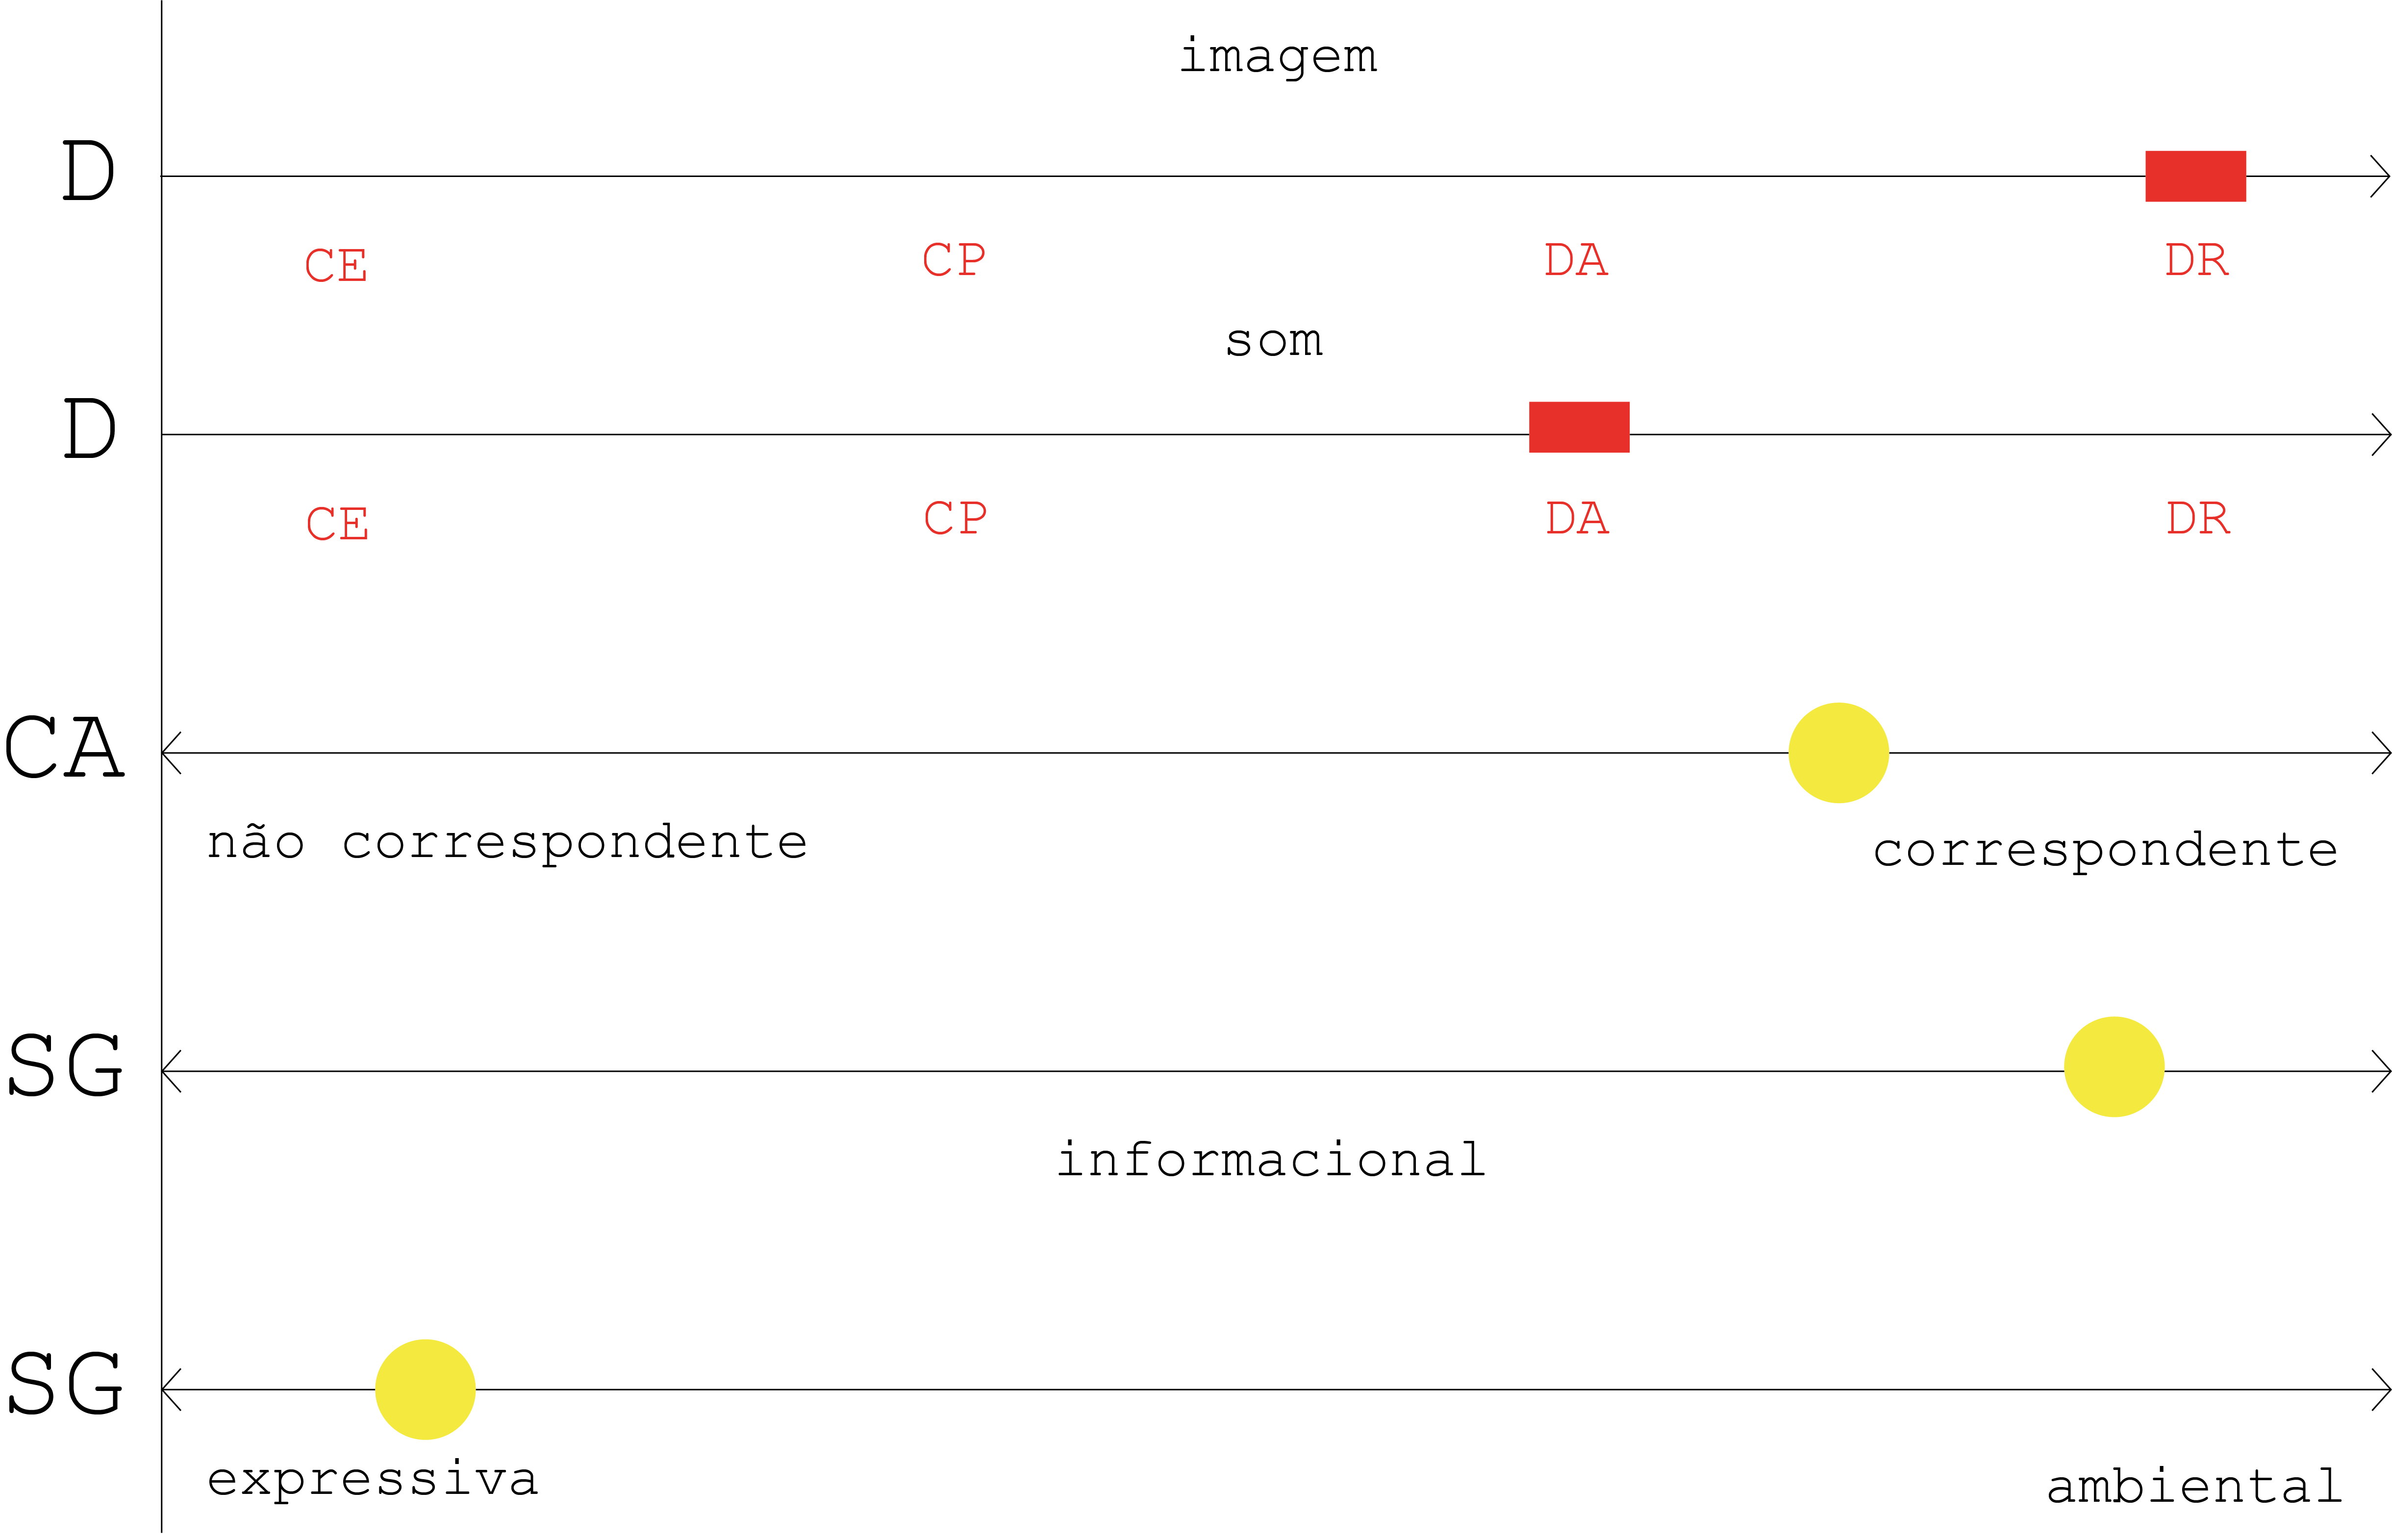 imagem
D
CE CP DA DR
som
D
CE CP DA DR
CA
não correspondente correspondente
SG
informacional
SG
expressiva ambiental